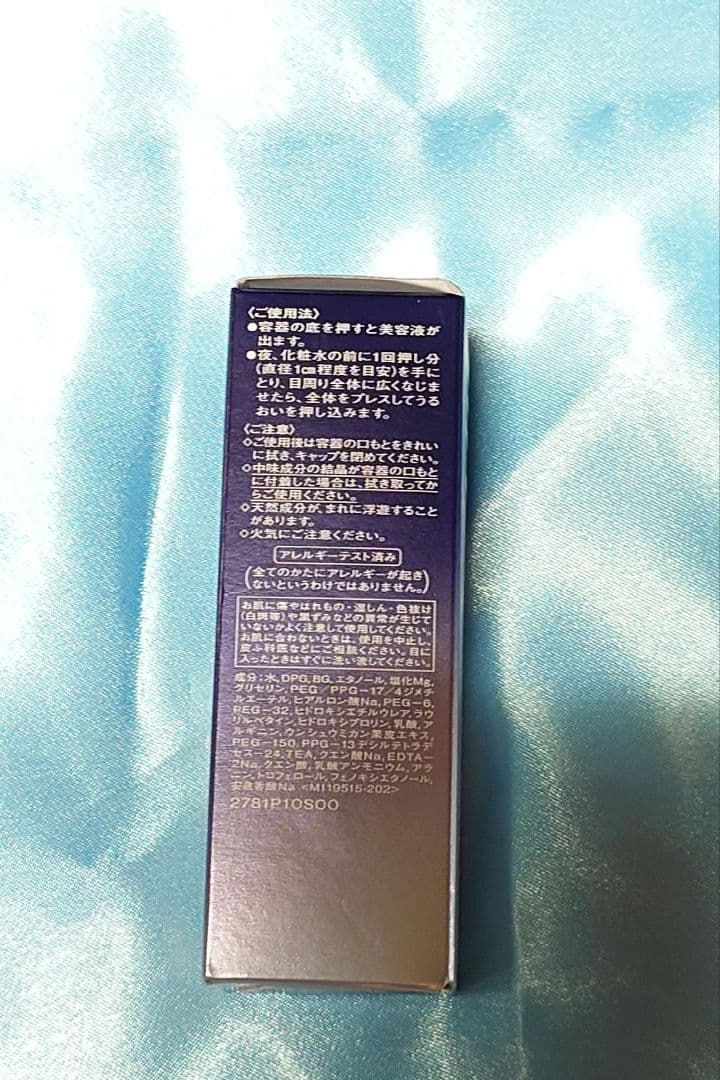 〈ご使用法〉
●容器の底を押すと美容液が
出ます。
●夜、化粧水の前に1回押し分
(直径1㎝程度を目安)を手に
とり、目周り全体に広くなじま
せたら、全体をプレスしてうる
おいを押し込みます。
〈ご注意〉
◇ご使用後は容器の口もとをきれい
に拭き、キャップを閉めてください。
◇中味成分の結晶が容器の口もと
に付着した場合は、拭き取ってか
らご使用ください。
◇天然成分が、まれに浮遊すること
があります。
◇火気にご注意ください。
アレルギーテスト済み
(全てのかたにアレルギーが起き
ないというわけではありません。)
お肌に傷やはれもの・湿しん・色抜け
(白斑等)や黒ずみなどの異常が生じて
いないかよく注意して使用してください。
お肌に合わないときは、使用を中止し、
皮ふ科医などにご相談ください。目に
入ったときはすぐに洗い流してください。
成分:水,DPG,BG,エタノール,塩化Mg,
グリセリン,PEG/PPG-17/4ジメチ
ルエーテル,ヒアルロン酸Na,PEG-6,
PEG-32,ヒドロキシエチルウレア,ラウ
リルベタイン,ヒドロキシプロリン,乳酸,ア
ルギニン,ウンシュウミカン果皮エキス,
PEG-150,PPG-13デシルテトラデ
セス-24,TEA,クエン酸Na,EDTA-
2Na,クエン酸,乳酸アンモニウム,アラ
ニン,トコフェロール,フェノキシエタノール,
安息香酸Na <M119515-202>
2781P10S00